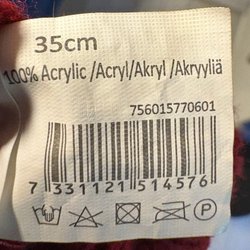 35cm
100% Acrylic /Acryl/Akryl /Akryyliä
756015770601
7 331121 514576
P